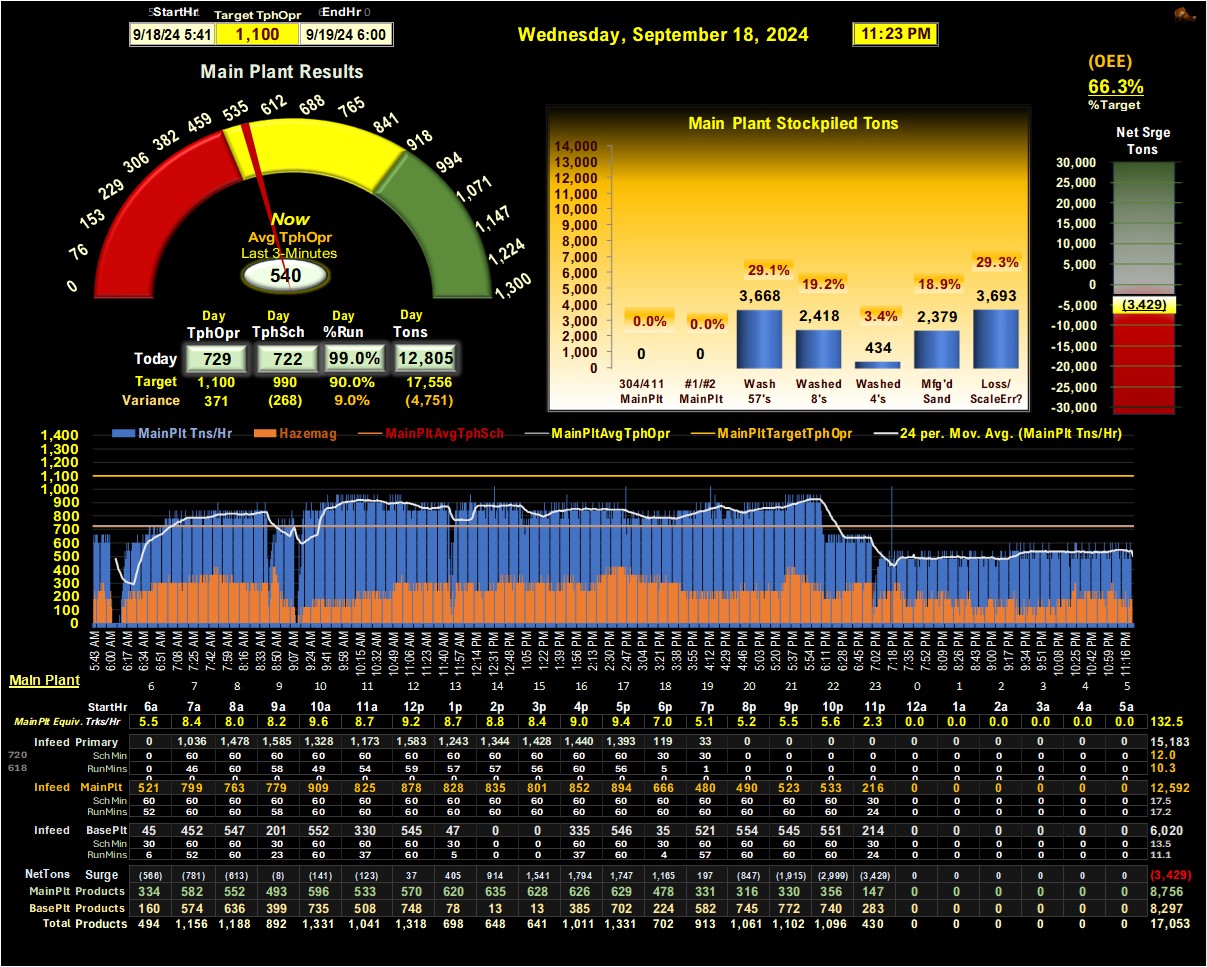 StartHr Target TphOpr EndHr 0
9/18/24 5:41 1,100 9/19/24 6:00
Wednesday, September 18, 2024
11:23 PM
(OEE)
66.3%
%Target
Main Plant Results
0 76 153 229 306 382 459 535 612 688 765 841 918 994 1,071 1,147 1,224 1,300
Now
Avg TphOpr
Last 3-Minutes
540
Day Day Day Day
TphOpr TphSch %Run Tons
Today 729 722 99.0% 12,805
Target 1,100 990 90.0% 17,556
Variance 371 (268) 9.0% (4,751)
Main Plant Stockpiled Tons
14,000
13,000
12,000
11,000
10,000
9,000
8,000
7,000
6,000
5,000
4,000
3,000
2,000
1,000
0
0.0% 0.0% 29.1% 19.2% 3.4% 18.9% 29.3%
0 0 3,668 2,418 434 2,379 3,693
304/411 #1/#2 Wash Washed Washed Mfg'd Loss/
MainPlt MainPlt 57's 8's 4's Sand ScaleErr?
Net Srge
Tons
30,000
25,000
20,000
15,000
10,000
5,000
0
-5,000
-10,000
-15,000
-20,000
-25,000
-30,000
(3,429)
MainPlt Tns/Hr Hazemag MainPltAvgTphSch MainPltAvgTphOpr MainPltTargetTphOpr 24 per. Mov. Avg. (MainPlt Tns/Hr)
1,400
1,300
1,200
1,100
1,000
900
800
700
600
500
400
300
200
100
0
5:43 AM 6:00 AM 6:17 AM 6:34 AM 6:51 AM 7:08 AM 7:25 AM 7:42 AM 7:59 AM 8:16 AM 8:33 AM 8:50 AM 9:07 AM 9:24 AM 9:41 AM 9:58 AM 10:15 AM 10:32 AM 10:49 AM 11:06 AM 11:23 AM 11:40 AM 11:57 AM 12:14 PM 12:31 PM 12:48 PM 1:05 PM 1:22 PM 1:39 PM 1:56 PM 2:13 PM 2:30 PM 2:47 PM 3:04 PM 3:21 PM 3:38 PM 3:55 PM 4:12 PM 4:29 PM 4:46 PM 5:03 PM 5:20 PM 5:37 PM 5:54 PM 6:11 PM 6:28 PM 6:45 PM 7:02 PM 7:18 PM 7:35 PM 7:52 PM 8:09 PM 8:26 PM 8:43 PM 9:00 PM 9:17 PM 9:34 PM 9:51 PM 10:08 PM 10:25 PM 10:42 PM 10:59 PM 11:16 PM
Main Plant
6 7 8 9 10 11 12 13 14 15 16 17 18 19 20 21 22 23 0 1 2 3 4 5
StartHr 6a 7a 8a 9a 10a 11a 12p 1p 2p 3p 4p 5p 6p 7p 8p 9p 10p 11p 12a 1a 2a 3a 4a 5a
MainPlt Equiv. Trks/Hr 5.5 8.4 8.0 8.2 9.6 8.7 9.2 8.7 8.8 8.4 9.0 9.4 7.0 5.1 5.2 5.5 5.6 2.3 0.0 0.0 0.0 0.0 0.0 0.0 132.5
Infeed Primary 0 1,036 1,478 1,585 1,328 1,173 1,583 1,243 1,344 1,428 1,440 1,393 119 33 0 0 0 0 0 0 0 0 0 0 15,183
720 SchMin 0 60 60 60 60 60 60 60 60 60 60 60 30 30 0 0 0 0 0 0 0 0 0 0 12.0
618 RunMins 0 46 60 58 49 54 59 57 57 56 60 56 5 1 0 0 0 0 0 0 0 0 0 0 10.3
0 0 0 0 0 0 0 0 0 0 0 0 0 0 0 0 0 0 0 0 0 0 0 0
Infeed MainPlt 521 799 763 779 909 825 878 828 835 801 852 894 666 480 490 523 533 216 0 0 0 0 0 0 12,592
SchMin 60 60 60 60 60 60 60 60 60 60 60 60 60 60 60 60 60 30 0 0 0 0 0 0 17.5
RunMins 52 60 60 58 60 60 60 60 60 60 60 60 60 60 60 60 60 24 0 0 0 0 0 0 17.2
Infeed BasePlt 45 452 547 201 552 330 545 47 0 0 335 546 35 521 554 545 551 214 0 0 0 0 0 0 6,020
SchMin 30 60 60 30 60 60 60 30 0 0 60 60 30 60 60 60 60 30 0 0 0 0 0 0 13.5
RunMins 6 52 60 23 60 37 60 5 0 0 37 60 4 57 60 60 60 24 0 0 0 0 0 0 11.1
NetTons Surge (566) (781) (613) (8) (141) (123) 37 405 914 1,541 1,794 1,747 1,165 197 (847) (1,915) (2,999) (3,429) 0 0 0 0 0 0 (3,429)
MainPlt Products 334 582 552 493 596 533 570 620 635 628 626 629 478 331 316 330 356 147 0 0 0 0 0 0 8,756
BasePlt Products 160 574 636 399 735 508 748 78 13 13 385 702 224 582 745 772 740 283 0 0 0 0 0 0 8,297
Total Products 494 1,156 1,188 892 1,331 1,041 1,318 698 648 641 1,011 1,331 702 913 1,061 1,102 1,096 430 0 0 0 0 0 0 17,053